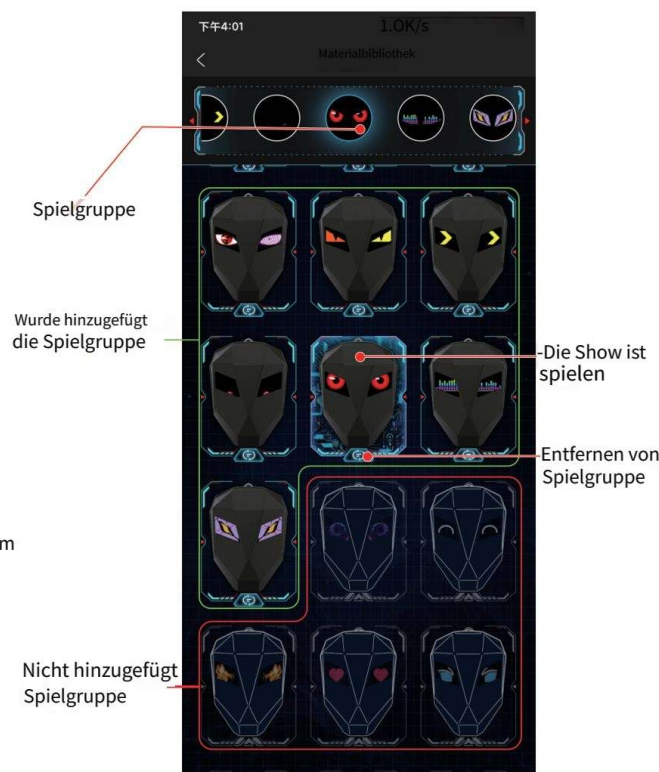 下午4:01
1.OK/s
Materialbibliothek
Spielgruppe
Wurde hinzugefügt
die Spielgruppe
-Die Show ist
spielen
Entfernen von
Spielgruppe
m
Nicht hinzugefügt
Spielgruppe